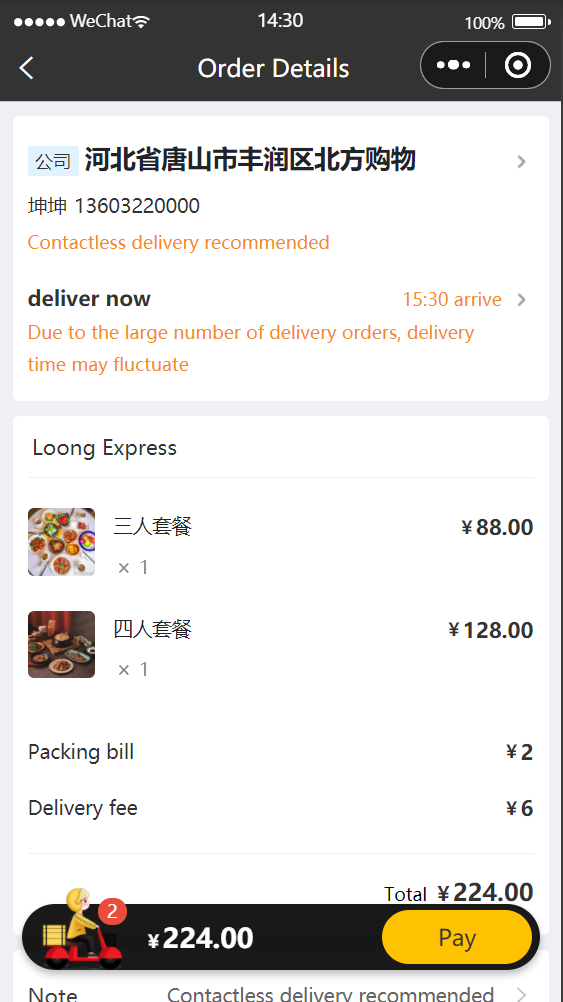 WeChat 14:30 100%
Order Details
公司 河北省唐山市丰润区北方购物
坤坤 13603220000
Contactless delivery recommended
deliver now 15:30 arrive
Due to the large number of delivery orders, delivery
time may fluctuate
Loong Express
三人套餐 ¥88.00
× 1
四人套餐 ¥128.00
× 1
Packing bill ¥2
Delivery fee ¥6
Total ¥224.00
2
¥224.00 Pay
Note Contactless delivery recommended